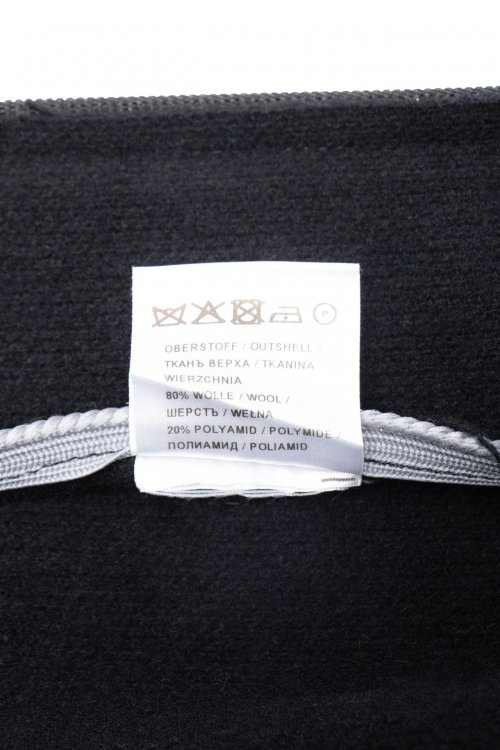 P
OBERSTOFF / OUTSHELL /
ТКАНЪ ВЕРХА / TKANINA
WIERZCHNIA
80% WOLLE / WOOL /
ШЕРСТЬ / WEŁNA
20% POLYAMID / POLYMIDE /
ПОЛИАМИД / POLIAMID